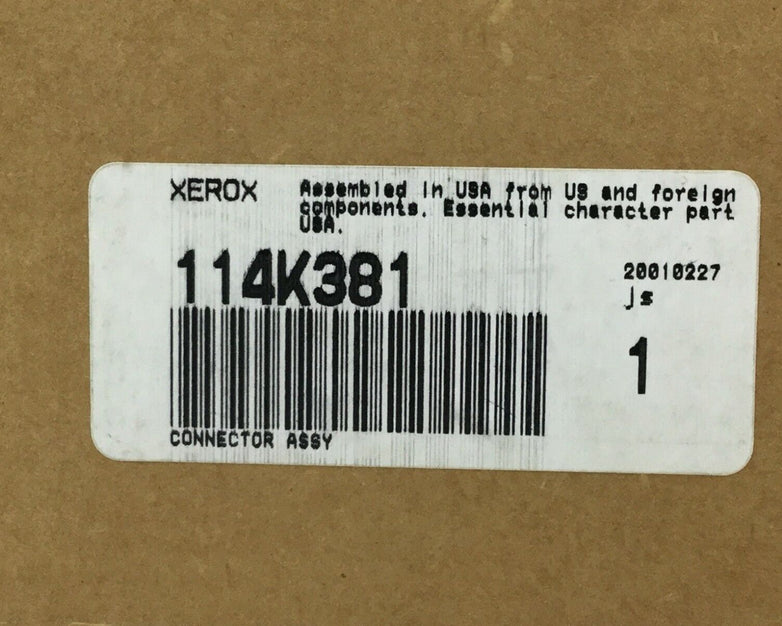 XEROX
Assembled in USA from US and foreign
components. Essential character part
USA.
114K381
20010227
js
1
CONNECTOR ASSY